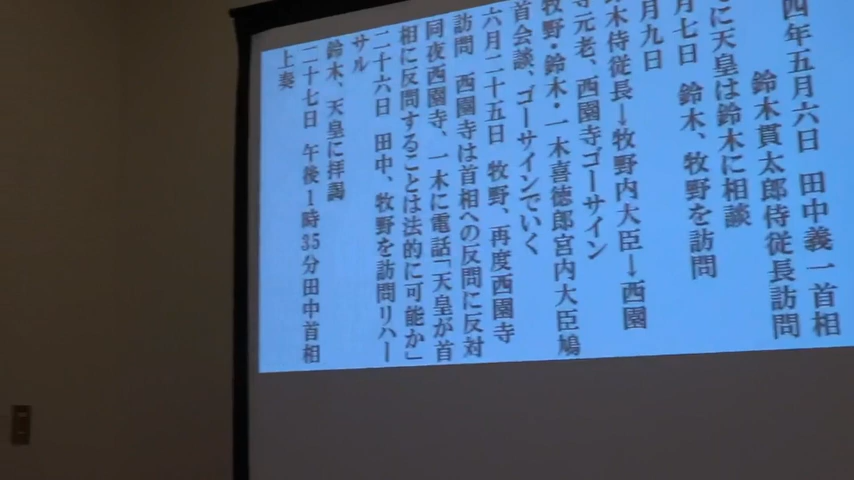 四年五月六日 田中義一首相
鈴木貫太郎侍従長訪問
に天皇は鈴木に相談
月七日 鈴木、牧野を訪問
月九日
木侍従長→牧野内大臣→西園
寺元老、西園寺ゴーサイン
牧野・鈴木・一木喜徳郎宮内大臣鳩
首会談、ゴーサインでいく
六月二十五日 牧野、再度西園寺
訪問 西園寺は首相への反問に反対
同夜西園寺、一木に電話「天皇が首
相に反問することは法的に可能か」
二十六日 田中、牧野を訪問リハー
サル
鈴木、天皇に拝謁
二十七日 午後1時35分田中首相
上奏